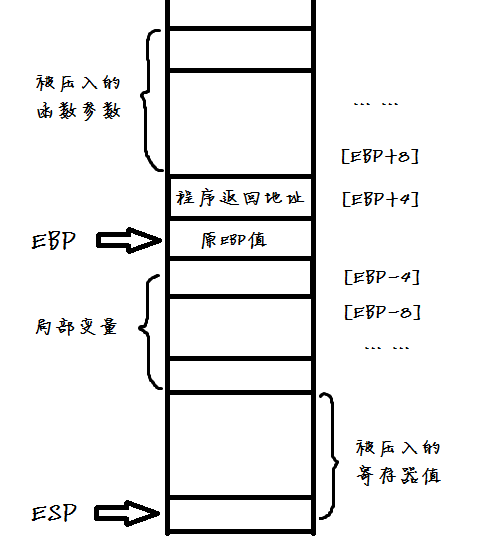 被压入的
函数参数
… …
[EBP+8]
程序返回地址
[EBP+4]
EBP
原EBP值
[EBP-4]
局部变量
[EBP-8]
… …
被压入的
寄存器值
ESP